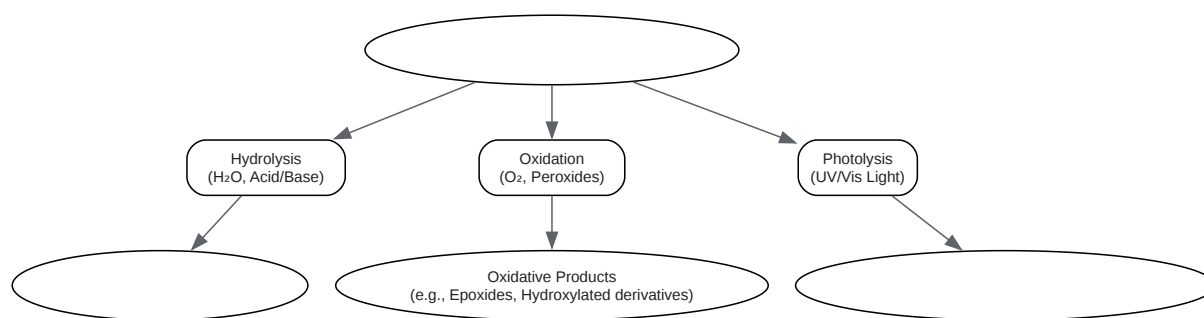 Hydrolysis
(H₂O, Acid/Base)
Oxidation
(O₂, Peroxides)
Photolysis
(UV/Vis Light)
Oxidative Products
(e.g., Epoxides, Hydroxylated derivatives)